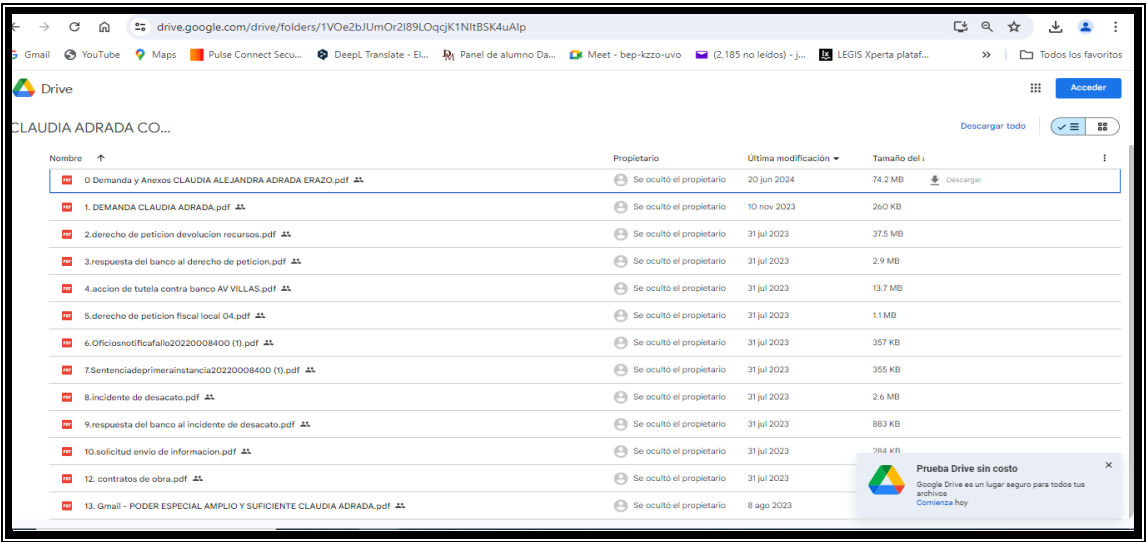 drive.google.com/drive/folders/1VOe2bJUmOr2I89LOqcjK1NItBSK4uAIp
Gmail YouTube Maps Pulse Connect Secu... DeepL Translate - El... Panel de alumno Da... Meet - bep-kzzo-uvo (2,185 no leídos) - j... LEGIS Xperta plataf... » Todos los favoritos
Drive Acceder
CLAUDIA ADRADA CO... Descargar todo
Nombre Propietario Última modificación Tamaño del
0 Demanda y Anexos CLAUDIA ALEJANDRA ADRADA ERAZO.pdf Se ocultó el propietario 20 jun 2024 74.2 MB Descargar
1. DEMANDA CLAUDIA ADRADA.pdf Se ocultó el propietario 10 nov 2023 260 KB
2.derecho de peticion devolucion recursos.pdf Se ocultó el propietario 31 jul 2023 37.5 MB
3.respuesta del banco al derecho de peticion.pdf Se ocultó el propietario 31 jul 2023 2.9 MB
4.accion de tutela contra banco AV VILLAS.pdf Se ocultó el propietario 31 jul 2023 13.7 MB
5.derecho de peticion fiscal local 04.pdf Se ocultó el propietario 31 jul 2023 1.1 MB
6.Oficiosnotificafallo20220008400 (1).pdf Se ocultó el propietario 31 jul 2023 357 KB
7.Sentenciadeprimerainstancia20220008400 (1).pdf Se ocultó el propietario 31 jul 2023 355 KB
8.incidente de desacato.pdf Se ocultó el propietario 31 jul 2023 2.6 MB
9.respuesta del banco al incidente de desacato.pdf Se ocultó el propietario 31 jul 2023 883 KB
10.solicitud envio de informacion.pdf Se ocultó el propietario 31 jul 2023 284 KB
12. contratos de obra.pdf Se ocultó el propietario 31 jul 2023
13. Gmail - PODER ESPECIAL AMPLIO Y SUFICIENTE CLAUDIA ADRADA.pdf Se ocultó el propietario 8 ago 2023
Prueba Drive sin costo
Google Drive es un lugar seguro para todos tus
archivos
Comienza hoy